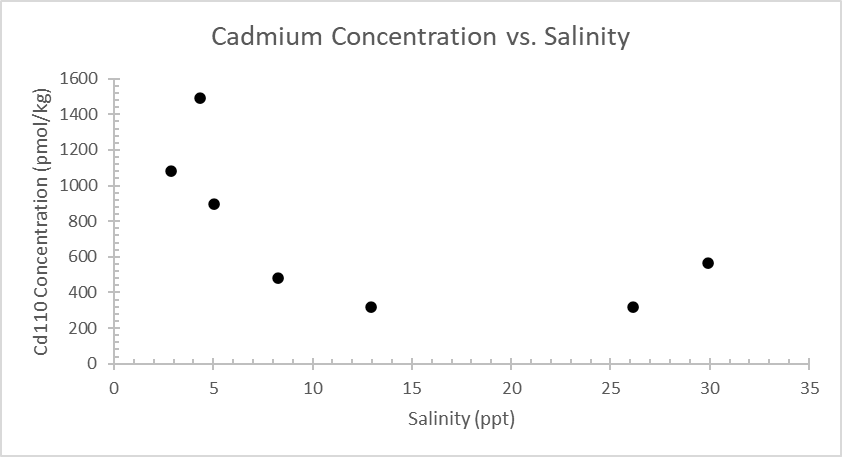 Cadmium Concentration vs. Salinity
Cd110 Concentration (pmol/kg)
1600
1400
1200
1000
800
600
400
200
0
0 5 10 15 20 25 30 35
Salinity (ppt)